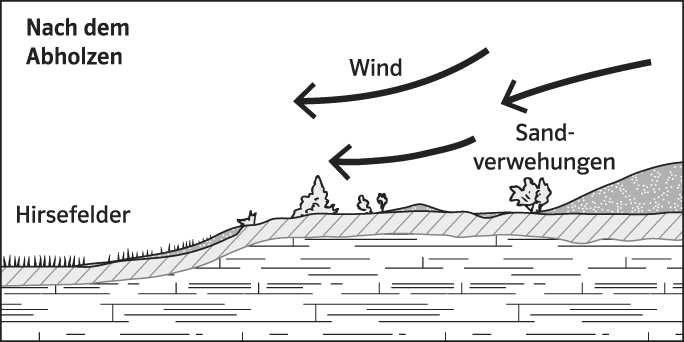 Nach dem
Abholzen
Wind
Sand-
verwehungen
Hirsefelder